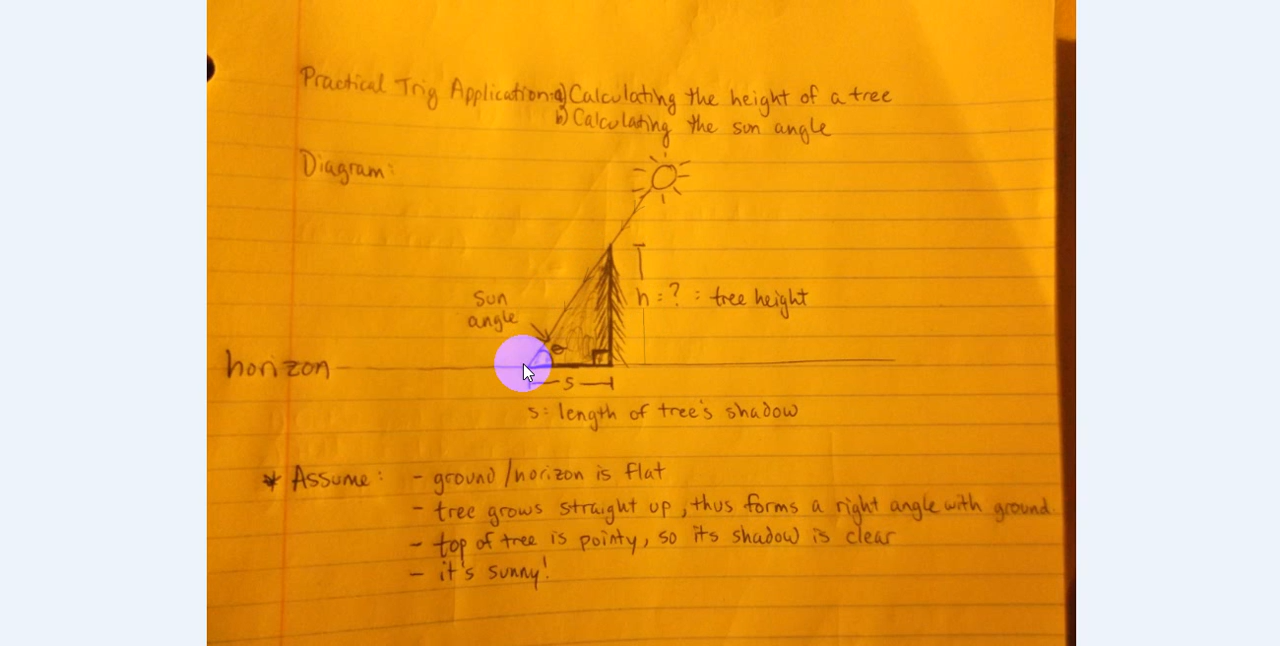 Practical Trig Application: a) Calculating the height of a tree
b) Calculating the sun angle
Diagram:
h = ? = tree height
Sun
angle
θ
horizon
s
s = length of tree's shadow
* Assume: - ground/horizon is flat
- tree grows straight up, thus forms a right angle with ground.
- top of tree is pointy, so its shadow is clear
- it's sunny!